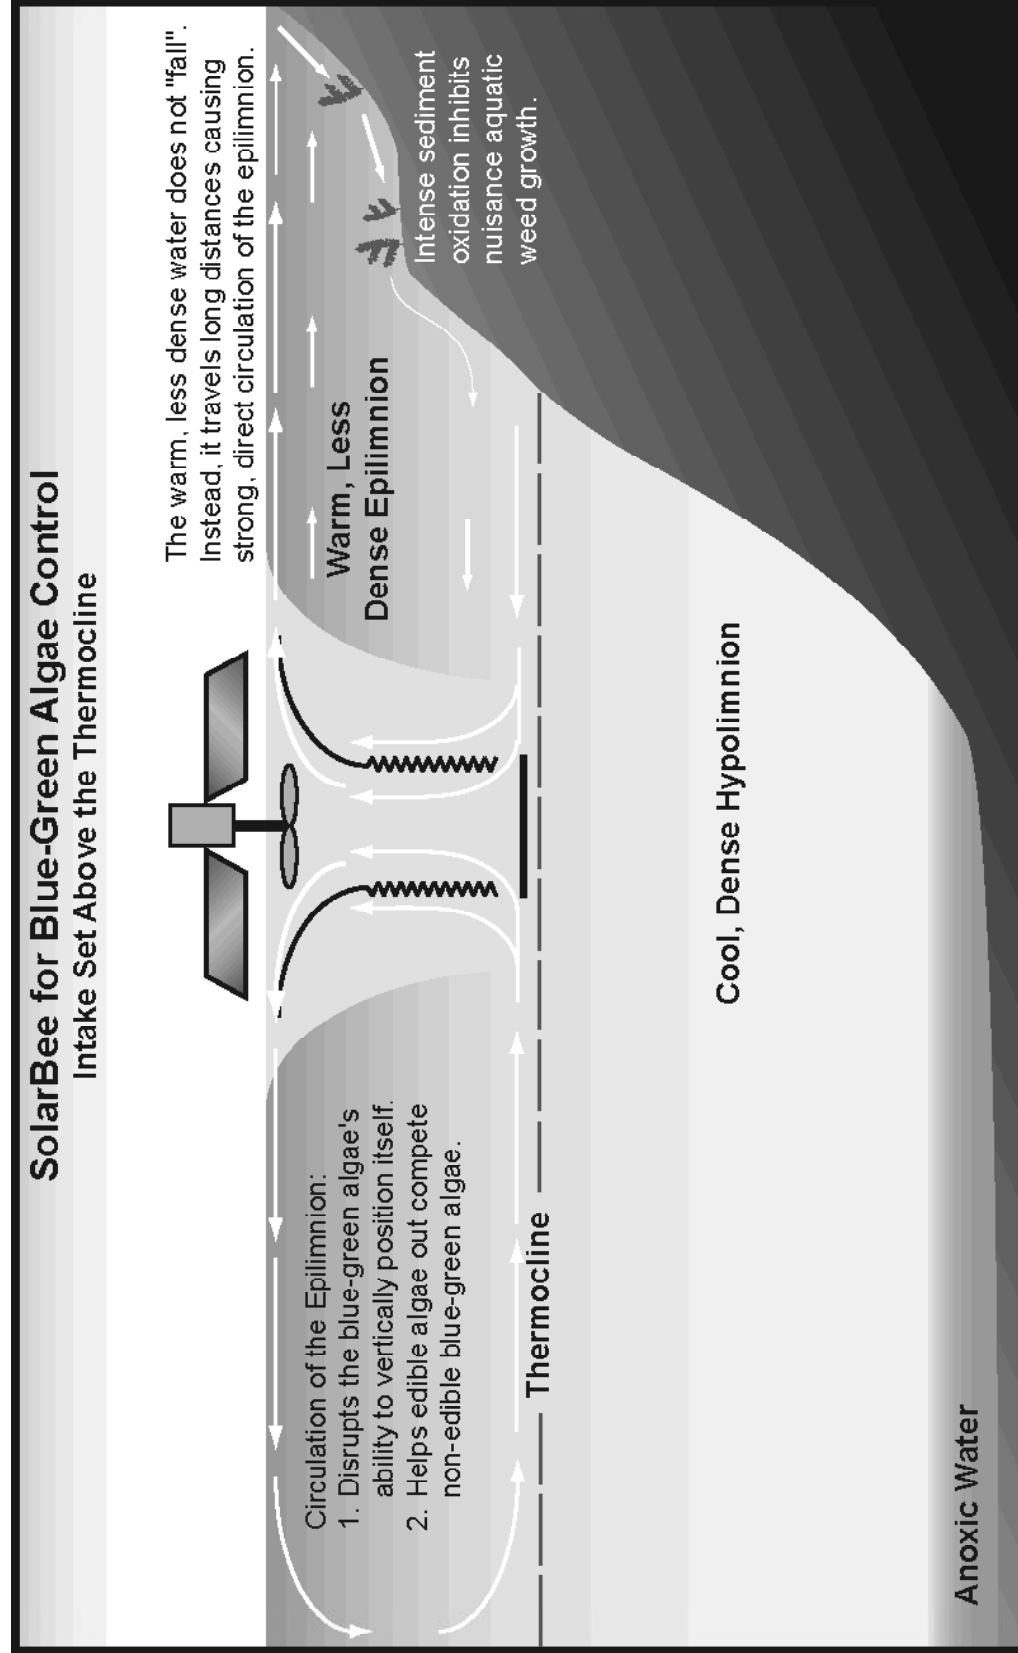 SolarBee for Blue-Green Algae Control
Intake Set Above the Thermocline
The warm, less dense water does not "fall".
Instead, it travels long distances causing
strong, direct circulation of the epilimnion.
Circulation of the Epilimnion:
1. Disrupts the blue-green algae's
ability to vertically position itself.
2. Helps edible algae out compete
non-edible blue-green algae.
Warm, Less
Dense Epilimnion
Intense sediment
oxidation inhibits
nuisance aquatic
weed growth.
Thermocline
Cool, Dense Hypolimnion
Anoxic Water